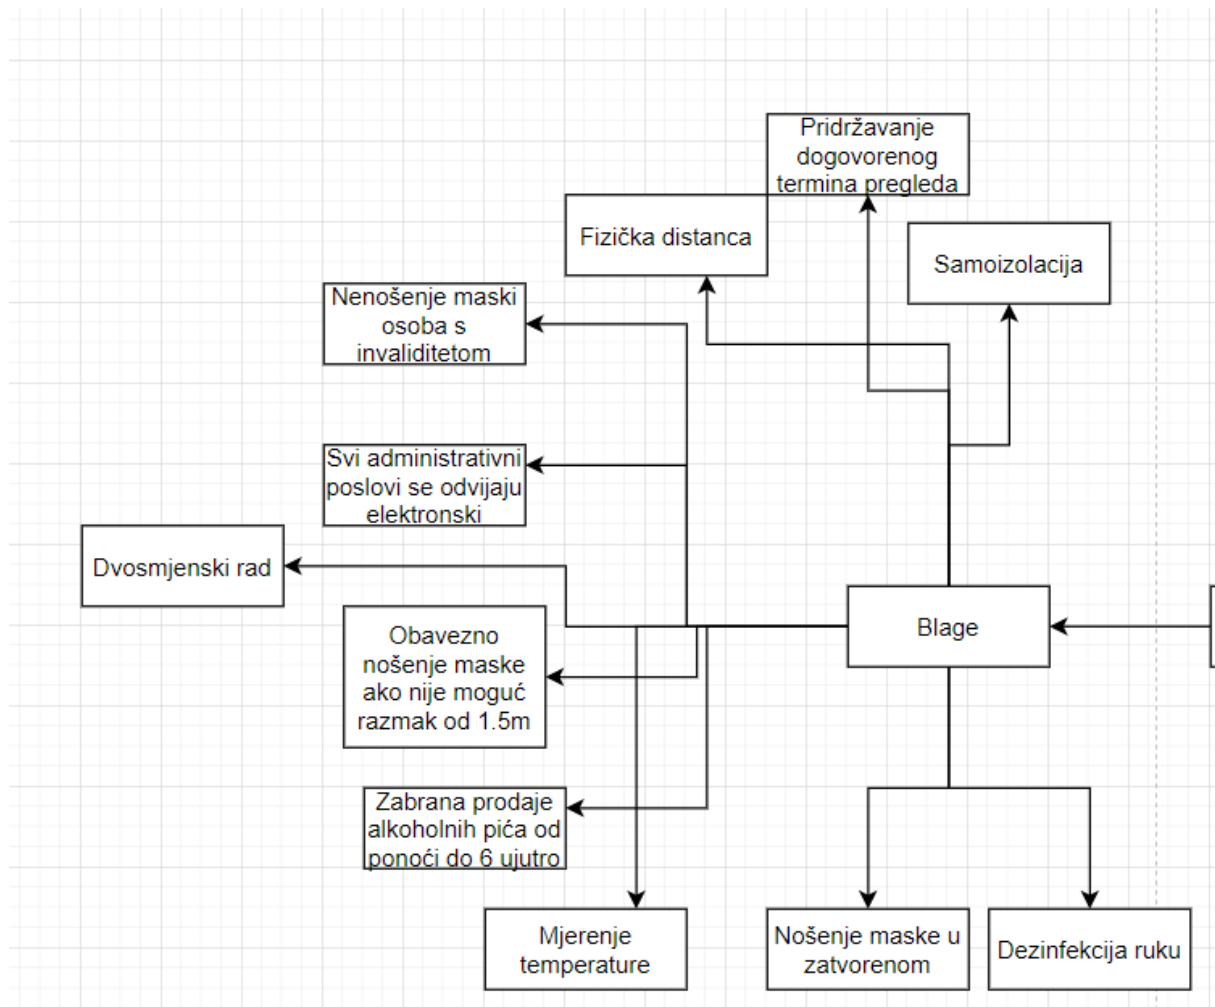 Pridržavanje
dogovorenog
termina pregleda
Fizička distanca
Samoizolacija
Nenošenje maski
osoba s
invaliditetom
Svi administrativni
poslovi se odvijaju
elektronski
Dvosmjenski rad
Blage
Obavezno
nošenje maske
ako nije moguć
razmak od 1.5m
Zabrana prodaje
alkoholnih pića od
ponoći do 6 ujutro
Mjerenje
temperature
Nošenje maske u
zatvorenom
Dezinfekcija ruku